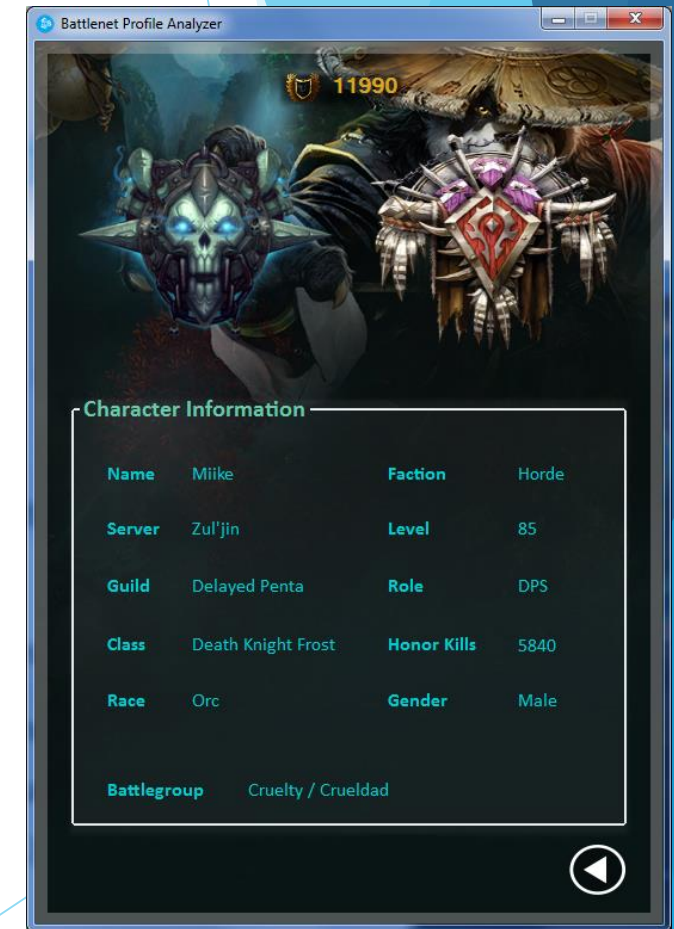 Battlenet Profile Analyzer
11990
Character Information
Name Miike Faction Horde
Server Zul'jin Level 85
Guild Delayed Penta Role DPS
Class Death Knight Frost Honor Kills 5840
Race Orc Gender Male
Battlegroup Cruelty / Crueldad